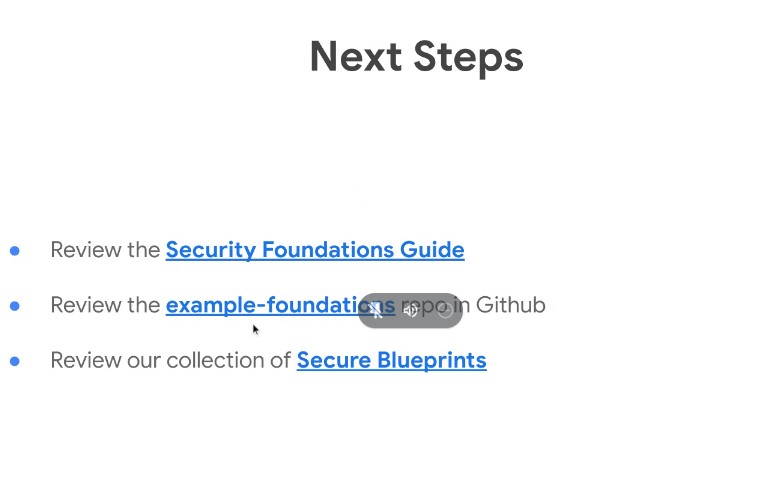 Next Steps
Review the Security Foundations Guide
Review the example-foundations repo in Github
Review our collection of Secure Blueprints